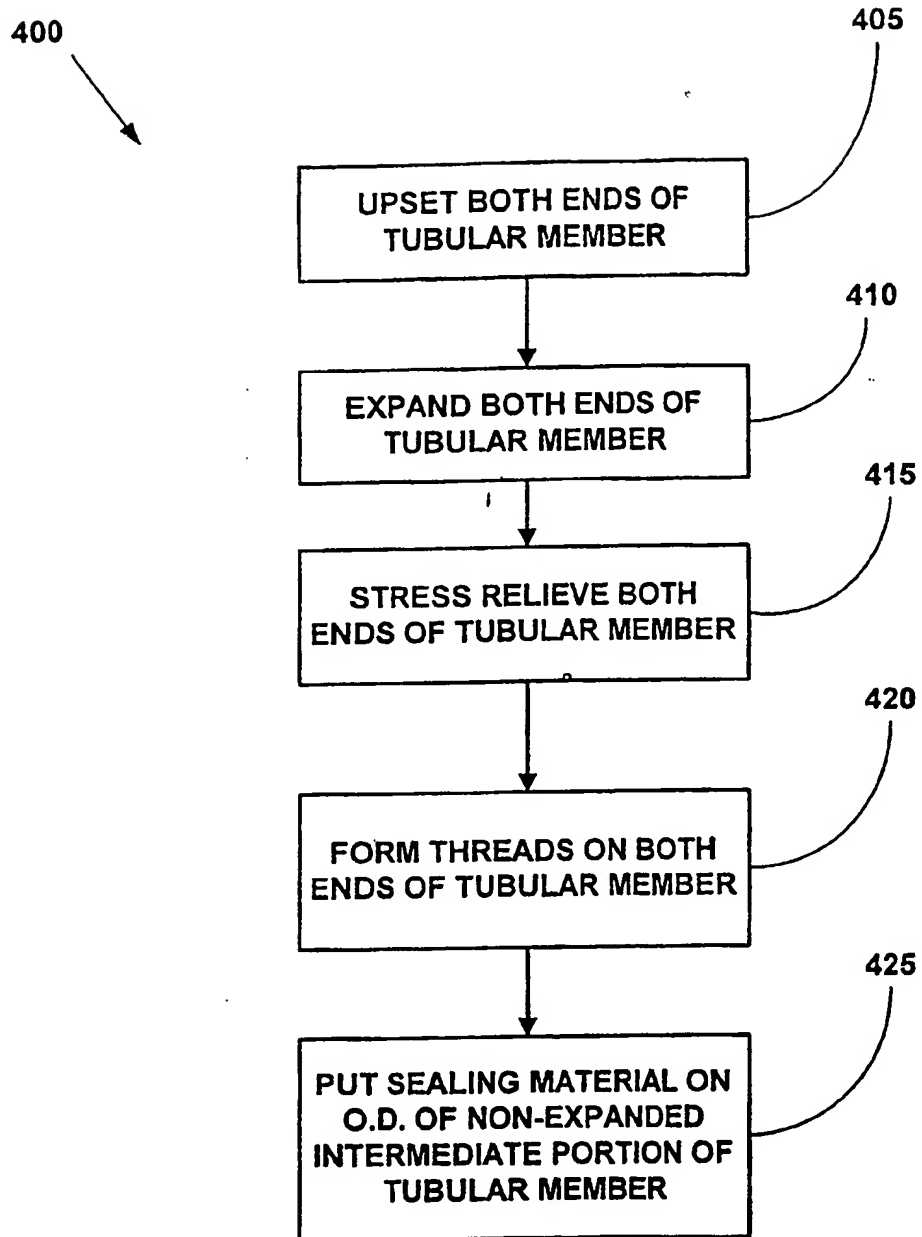 400
405
UPSET BOTH ENDS OF
TUBULAR MEMBER
410
EXPAND BOTH ENDS OF
TUBULAR MEMBER
415
STRESS RELIEVE BOTH
ENDS OF TUBULAR MEMBER
420
FORM THREADS ON BOTH
ENDS OF TUBULAR MEMBER
425
PUT SEALING MATERIAL ON
O.D. OF NON-EXPANDED
INTERMEDIATE PORTION OF
TUBULAR MEMBER